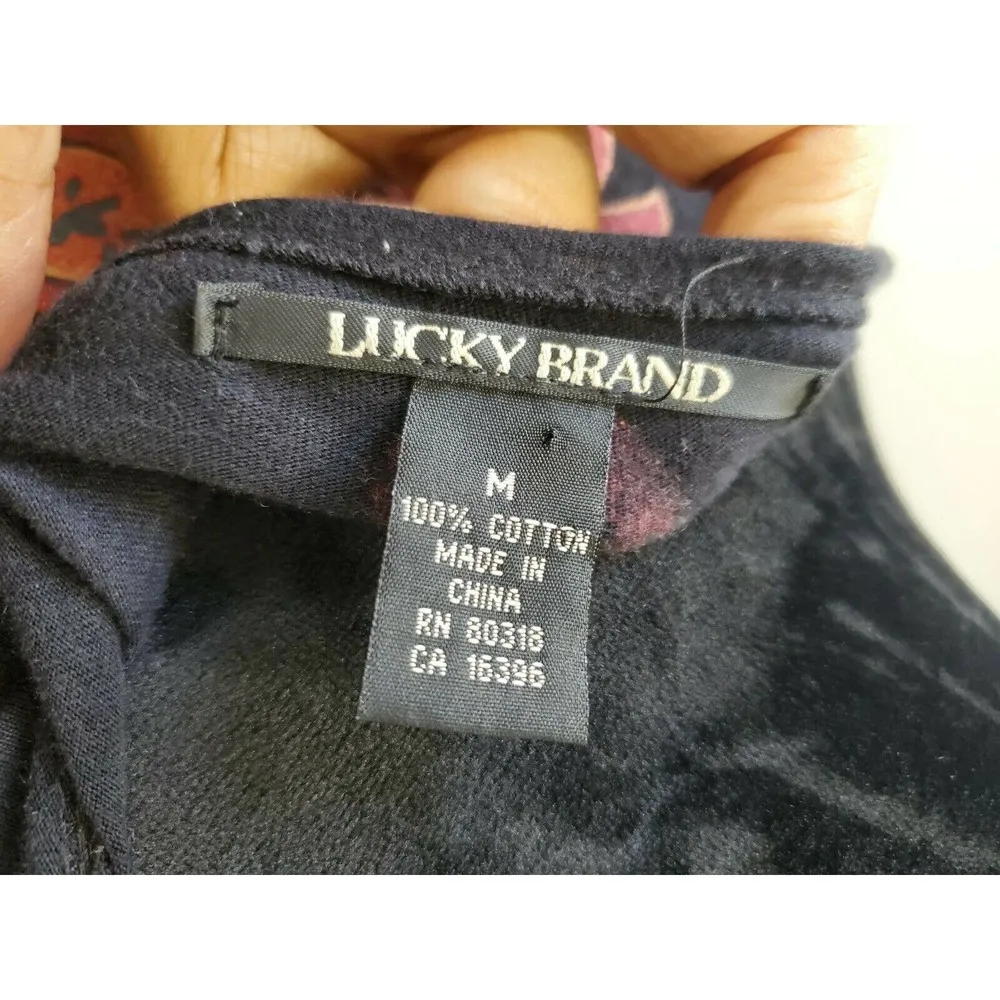 LUCKY BRAND
M
100% COTTON
MADE IN
CHINA
RN 80318
CA 16396